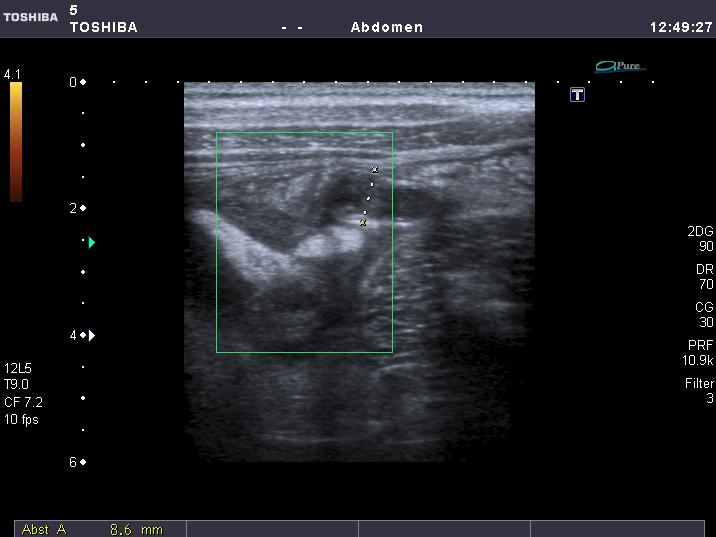 TOSHIBA
5
TOSHIBA - - Abdomen 12:49:27
aPure
4.1
0
T
2
2DG
90
DR
70
4
CG
30
PRF
10.9k
12L5
T9.0
CF 7.2
10 fps
Filter
3
6
Abst A 8.6 mm